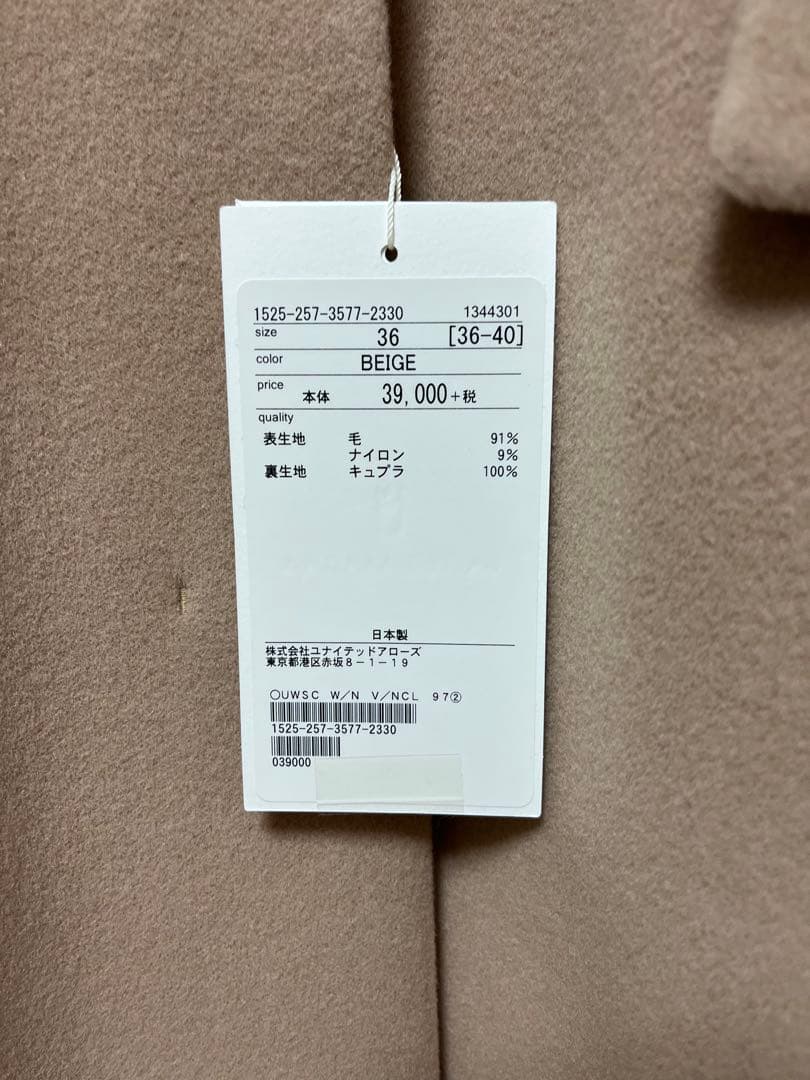 1525-257-3577-2330 1344301
size 36 [36-40]
color BEIGE
price 本体 39,000+税
quality
表生地 毛 91%
ナイロン 9%
裏生地 キュプラ 100%
日本製
株式会社ユナイテッドアローズ
東京都港区赤坂8-1-19
○UWSC W/N V/NCL 97②
1525-257-3577-2330
039000